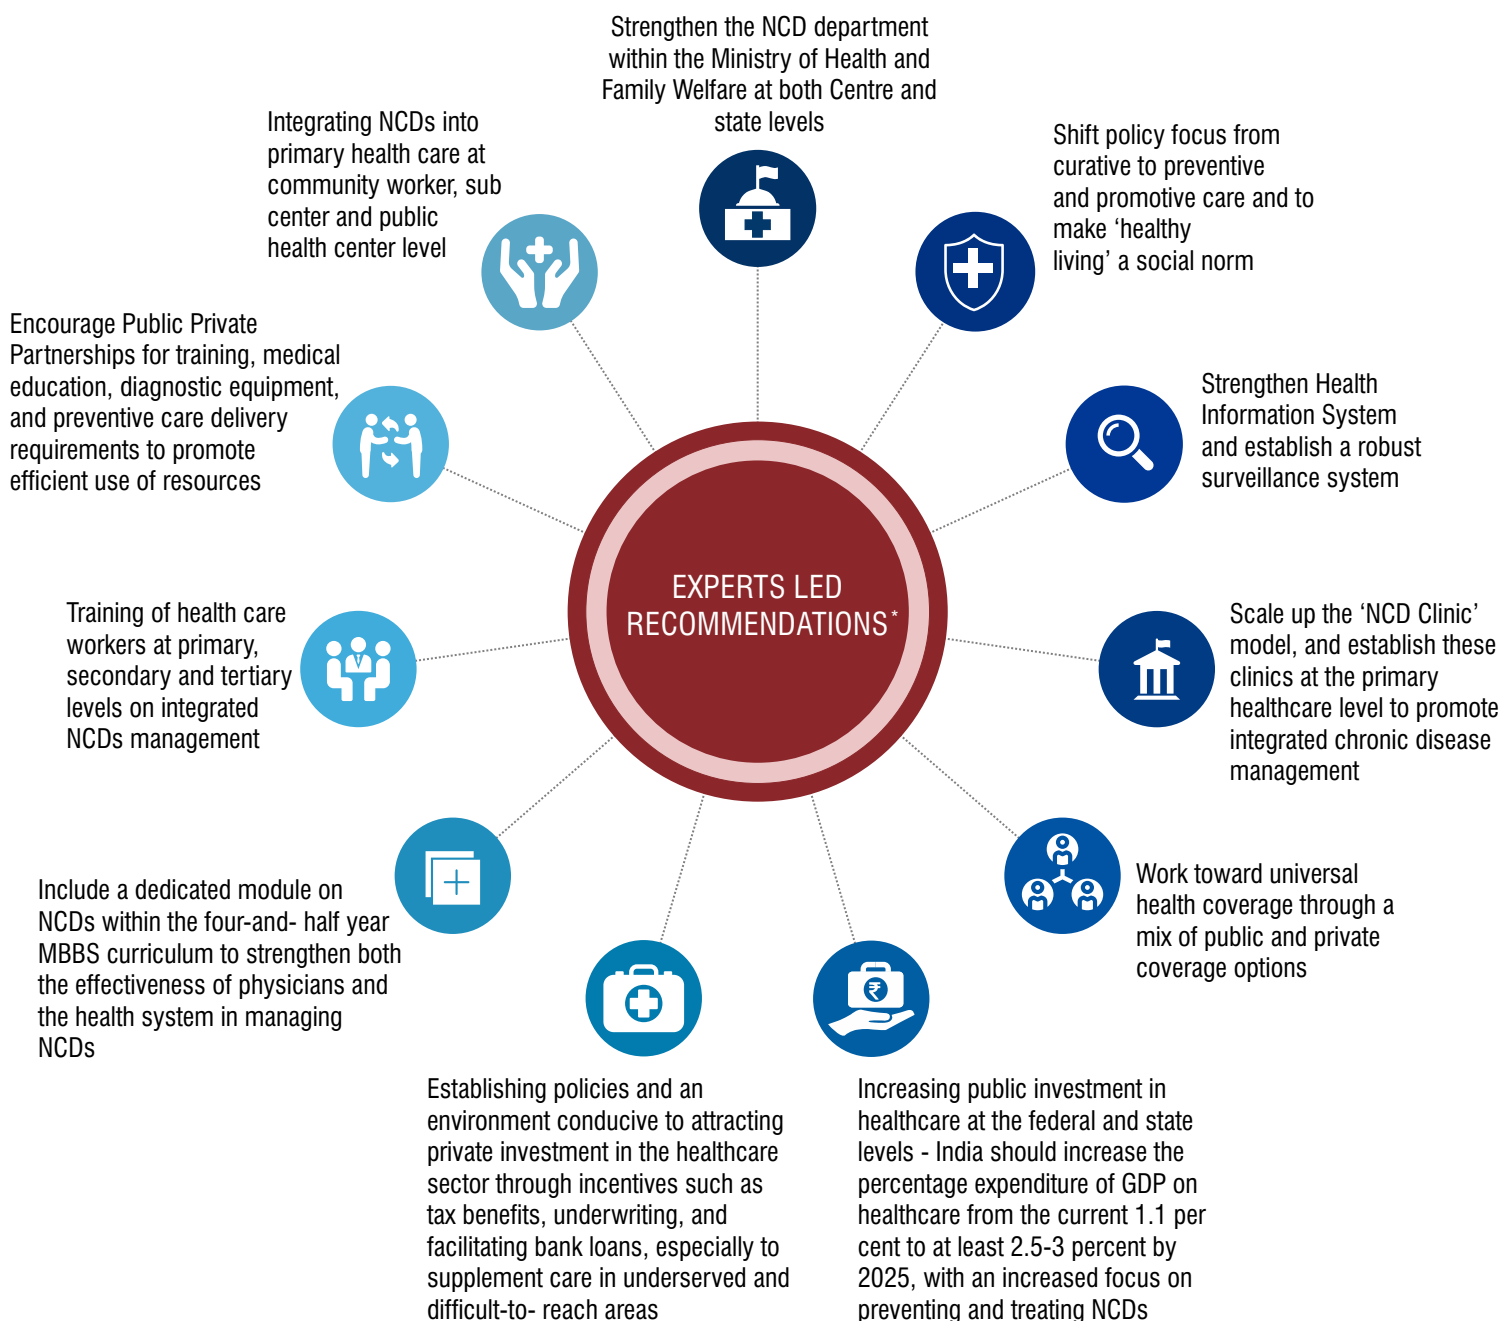 Strengthen the NCD department
within the Ministry of Health and
Family Welfare at both Centre and
state levels
Shift policy focus from
curative to preventive
and promotive care and to
make ‘healthy
living’ a social norm
Strengthen Health
Information System
and establish a robust
surveillance system
Scale up the ‘NCD Clinic’
model, and establish these
clinics at the primary
healthcare level to promote
integrated chronic disease
management
Work toward universal
health coverage through a
mix of public and private
coverage options
Increasing public investment in
healthcare at the federal and state
levels - India should increase the
percentage expenditure of GDP on
healthcare from the current 1.1 per
cent to at least 2.5-3 percent by
2025, with an increased focus on
preventing and treating NCDs
₹
Establishing policies and an
environment conducive to attracting
private investment in the healthcare
sector through incentives such as
tax benefits, underwriting, and
facilitating bank loans, especially to
supplement care in underserved and
difficult-to- reach areas
Include a dedicated module on
NCDs within the four-and- half year
MBBS curriculum to strengthen both
the effectiveness of physicians and
the health system in managing
NCDs
Training of health care
workers at primary,
secondary and tertiary
levels on integrated
NCDs management
Encourage Public Private
Partnerships for training, medical
education, diagnostic equipment,
and preventive care delivery
requirements to promote
efficient use of resources
Integrating NCDs into
primary health care at
community worker, sub
center and public
health center level
EXPERTS LED
RECOMMENDATIONS*